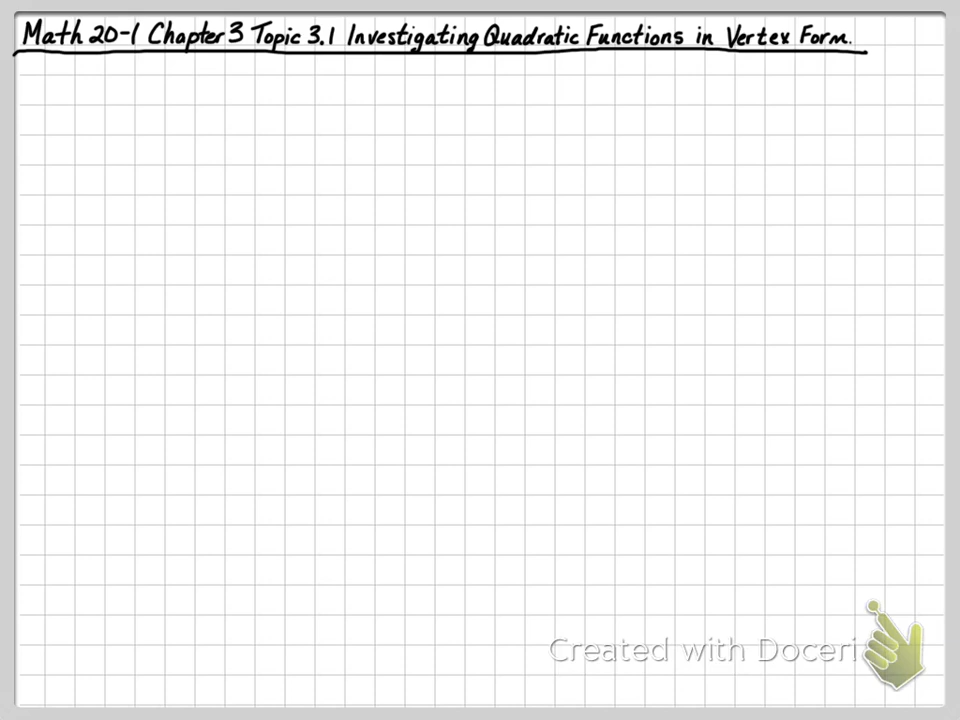 Math 20-1 Chapter 3 Topic 3.1 Investigating Quadratic Functions in Vertex Form.
Created with Doceri